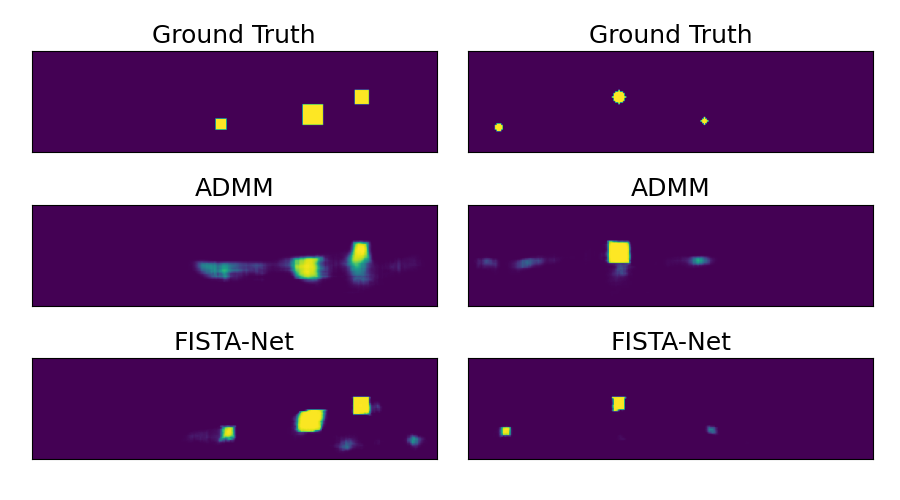 Ground Truth
Ground Truth
ADMM
ADMM
FISTA-Net
FISTA-Net